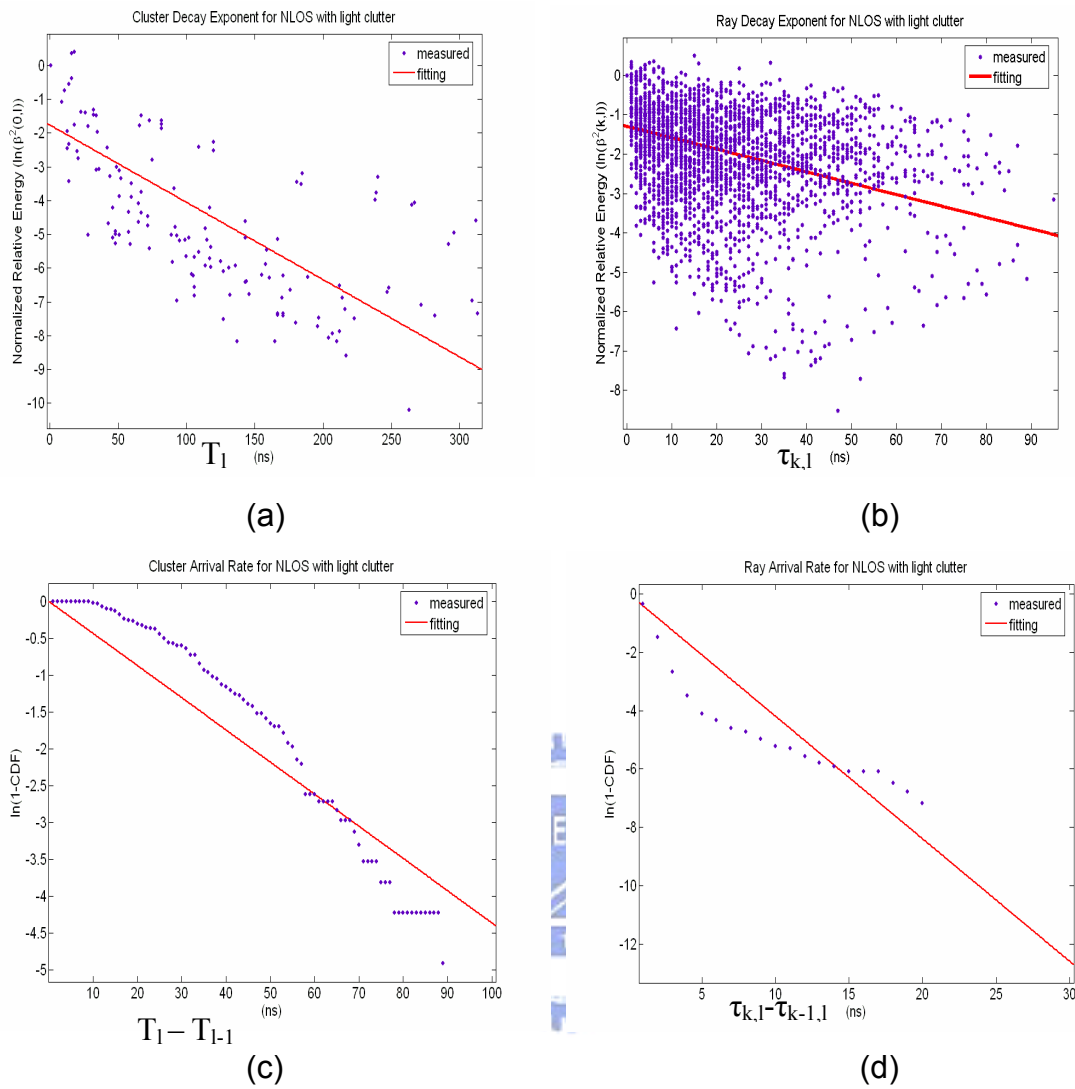 Cluster Decay Exponent for NLOS with light clutter
measured
fitting
Normalized Relative Energy (ln(β²(0,l))
0
-1
-2
-3
-4
-5
-6
-7
-8
-9
-10
0 50 100 150 200 250 300
T_l (ns)
(a)
Ray Decay Exponent for NLOS with light clutter
measured
fitting
Normalized Relative Energy (ln(β²(k,l))
0
-1
-2
-3
-4
-5
-6
-7
-8
0 10 20 30 40 50 60 70 80 90
τ_k,l (ns)
(b)
Cluster Arrival Rate for NLOS with light clutter
measured
fitting
ln(1-CDF)
0
-0.5
-1
-1.5
-2
-2.5
-3
-3.5
-4
-4.5
-5
10 20 30 40 50 60 70 80 90 100
(ns)
T_l – T_l-1
(c)
Ray Arrival Rate for NLOS with light clutter
measured
fitting
ln(1-CDF)
0
-2
-4
-6
-8
-10
-12
5 10 15 20 25 30
τ_k,l-τ_k-1,l (ns)
(d)